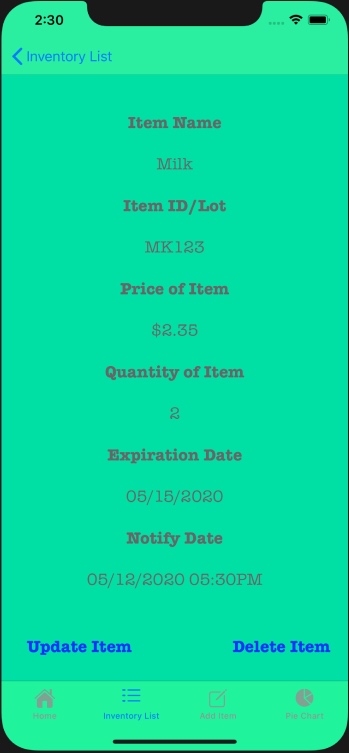 2:30
Inventory List
Item Name
Milk
Item ID/Lot
MK123
Price of Item
$2.35
Quantity of Item
2
Expiration Date
05/15/2020
Notify Date
05/12/2020 05:30PM
Update Item Delete Item
Home Inventory List Add Item Pie Chart